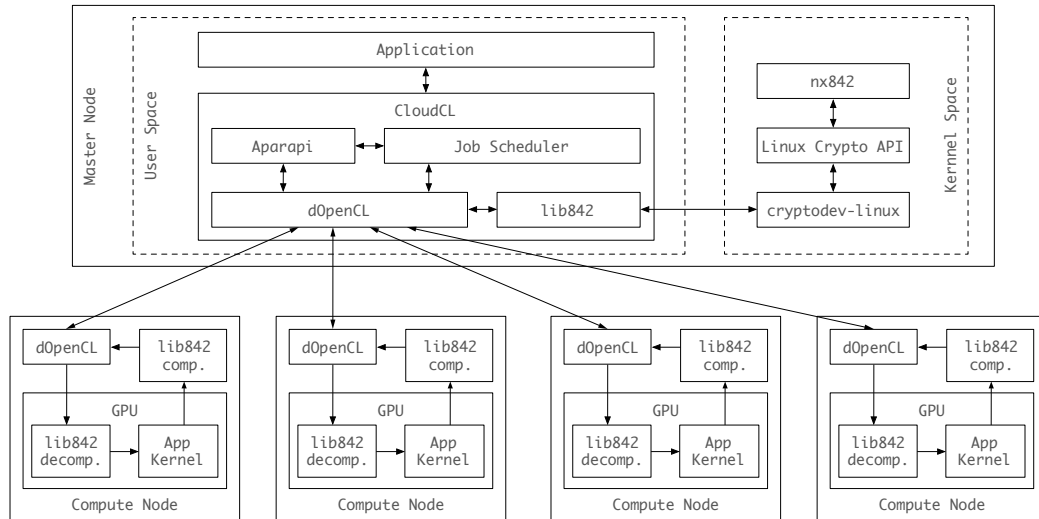 Master Node
User Space
Application
CloudCL
Aparapi
Job Scheduler
dOpenCL
lib842
nx842
Linux Crypto API
cryptodev-linux
Kernnel Space
dOpenCL
lib842
comp.
GPU
lib842
decomp.
App
Kernel
Compute Node
dOpenCL
lib842
comp.
GPU
lib842
decomp.
App
Kernel
Compute Node
dOpenCL
lib842
comp.
GPU
lib842
decomp.
App
Kernel
Compute Node
dOpenCL
lib842
comp.
GPU
lib842
decomp.
App
Kernel
Compute Node